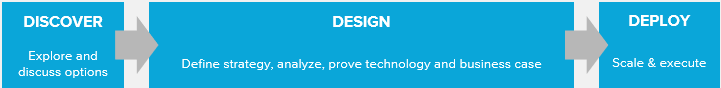 DISCOVER
Explore and
discuss options
DESIGN
Define strategy, analyze, prove technology and business case
DEPLOY
Scale & execute